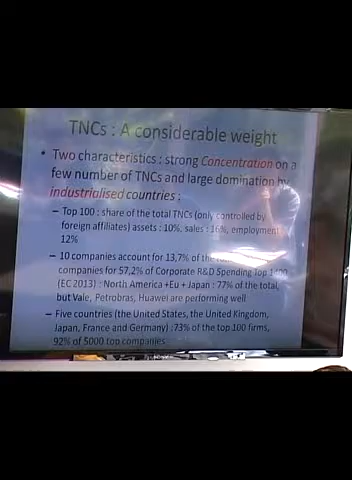 TNCs : A considerable weight
• Two characteristics : strong Concentration on a
few number of TNCs and large domination by
industrialised countries :
– Top 100 : share of the total TNCs (only controlled by
foreign affiliates) assets : 10%, sales : 16%, employment
12%
– 10 companies account for 13,7% of the
companies for 57,2% of Corporate R&D Spending Top 1400
(EC 2013) : North America +Eu + Japan : 77% of the total,
but Vale, Petrobras, Huawei are performing well
– Five countries (the United States, the United Kingdom,
Japan, France and Germany) : 73% of the top 100 firms,
92% of 5000 top companies